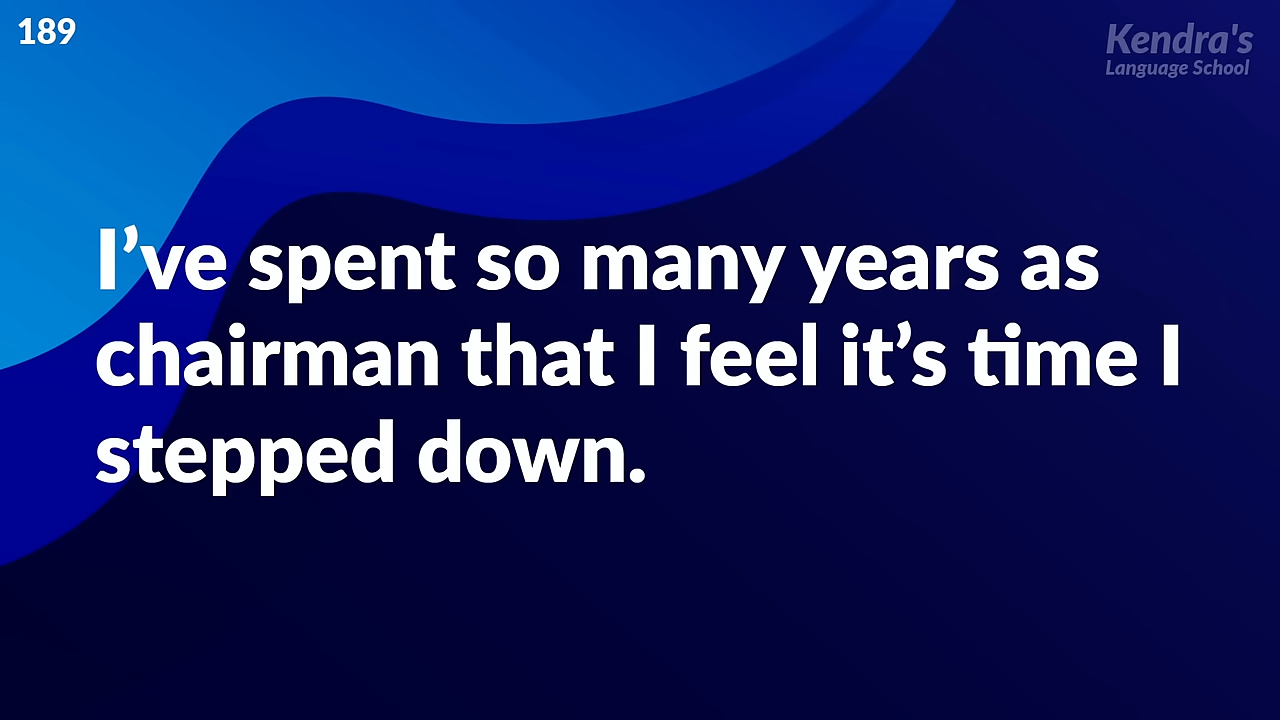 189
Kendra's
Language School
I’ve spent so many years as
chairman that I feel it’s time I
stepped down.